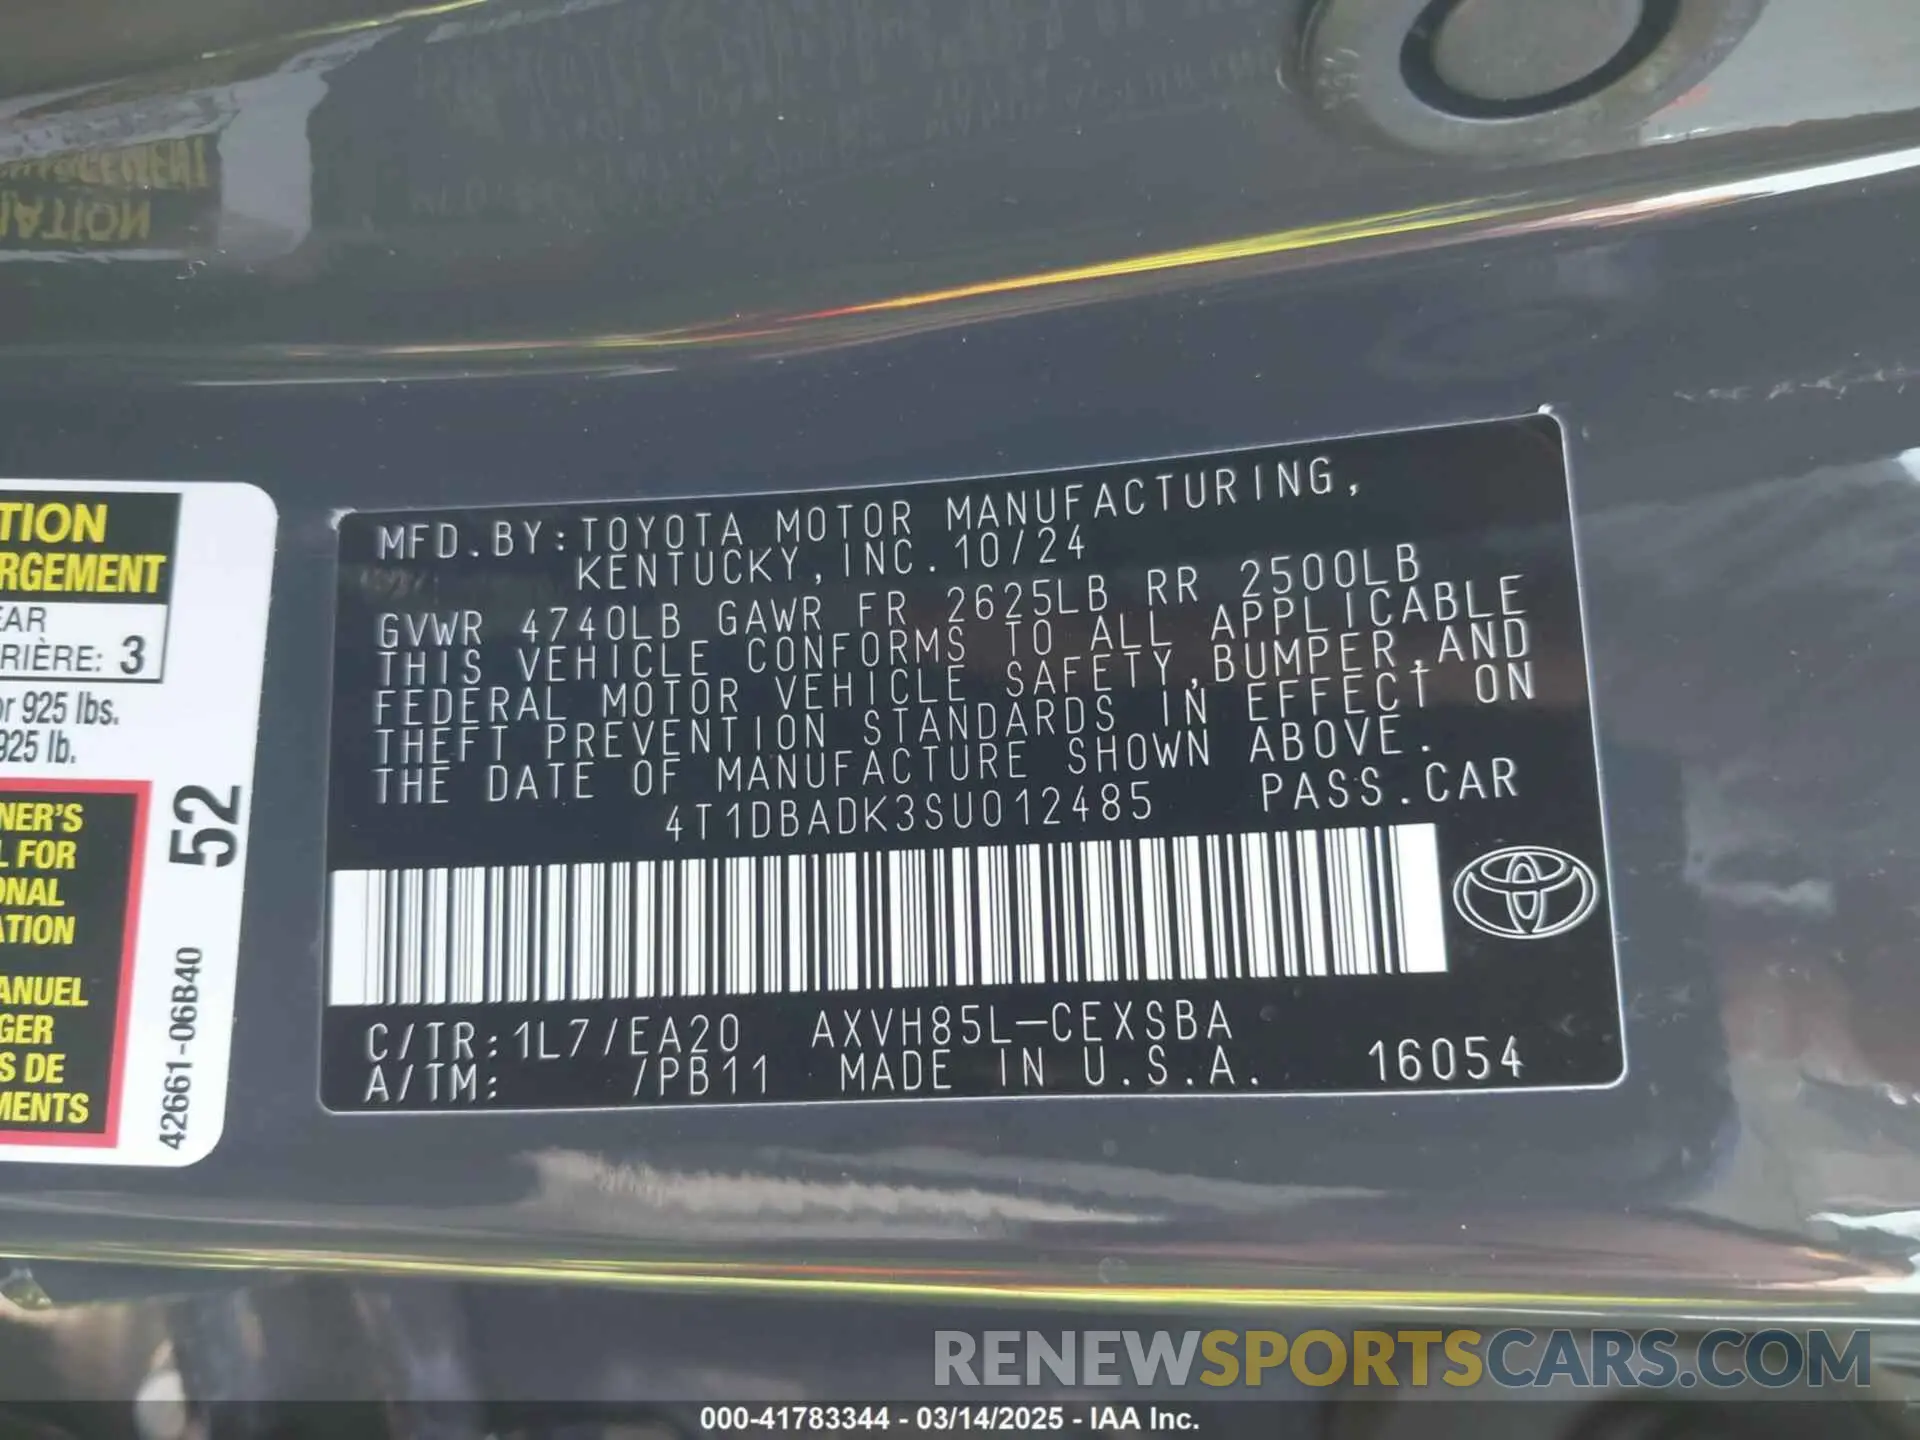 TION
RGEMENT
EAR
RIÈRE: 3
or 925 lbs.
925 lb.
NER'S
L FOR
ONAL
ATION
ANUEL
GER
S DE
MENTS
52
42661-06B40
MFD.BY:TOYOTA MOTOR MANUFACTURING,
KENTUCKY,INC.10/24
GVWR 4740LB GAWR FR 2625LB RR 2500LB
THIS VEHICLE CONFORMS TO ALL APPLICABLE
FEDERAL MOTOR VEHICLE SAFETY,BUMPER,AND
THEFT PREVENTION STANDARDS IN EFFECT ON
THE DATE OF MANUFACTURE SHOWN ABOVE.
4T1DBADK3SU012485 PASS.CAR
C/TR:1L7/EA20 AXVH85L-CEXSBA
A/TM: /PB11 MADE IN U.S.A. 16054
RENEWSPORTSCARS.COM
000-41783344 - 03/14/2025 - IAA Inc.